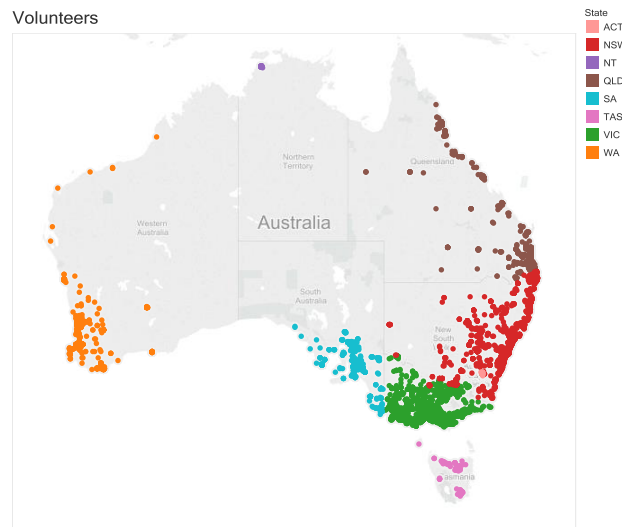 Volunteers
State
ACT
NSW
NT
QLD
SA
TAS
VIC
WA
Northern
Territory
Queensland
Western
Australia
Australia
South
Australia
New
South